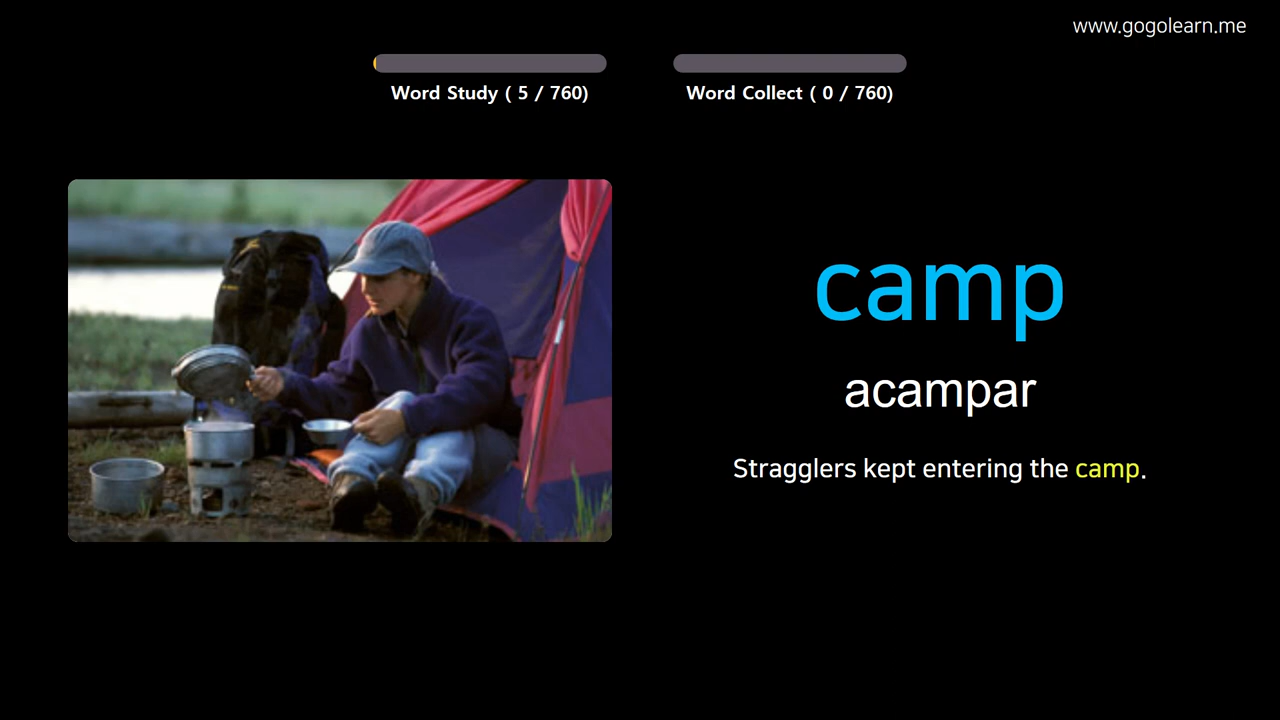 www.gogolearn.me
Word Study ( 5 / 760)
Word Collect ( 0 / 760)
camp
acampar
Stragglers kept entering the camp.